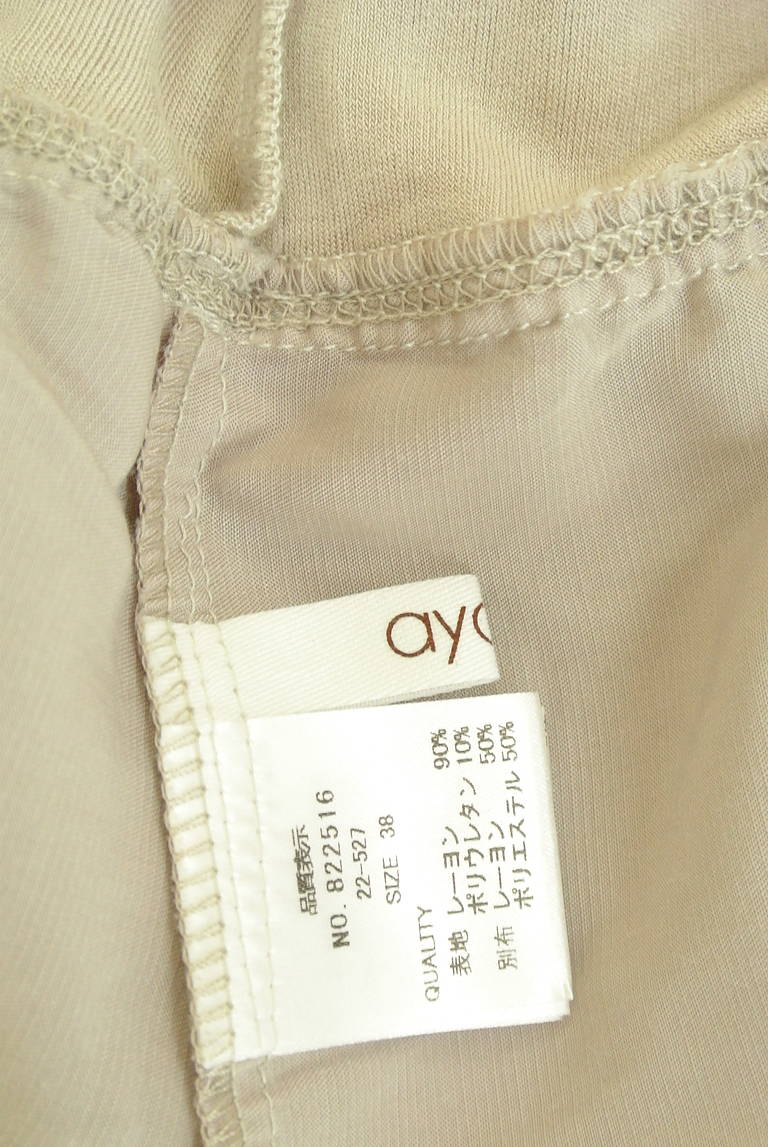 ay
品質表示
NO. 822516
22-527
SIZE 38
QUALITY
表地 レーヨン 90%
ポリウレタン 10%
別布 レーヨン 50%
ポリエステル 50%